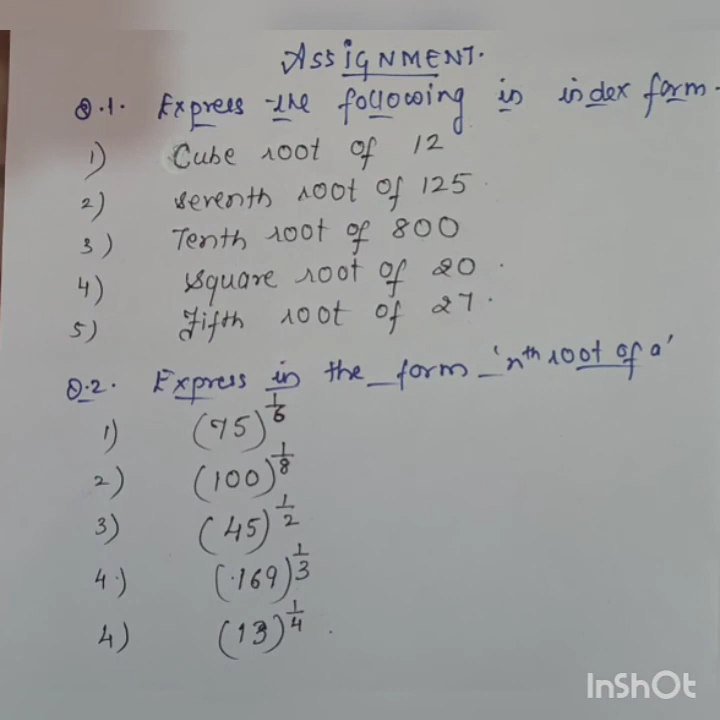 ASSIGNMENT.
Q.1. Express the following in index form.
1) Cube root of 12
2) seventh root of 125.
3) Tenth root of 800
4) square root of 20.
5) Fifth root of 27.
Q.2. Express in the form 'nth root of a'
1) (75)^1/6
2) (100)^1/8
3) (45)^1/2
4.) (.169)^1/3
4) (13)^1/4.
InShOt